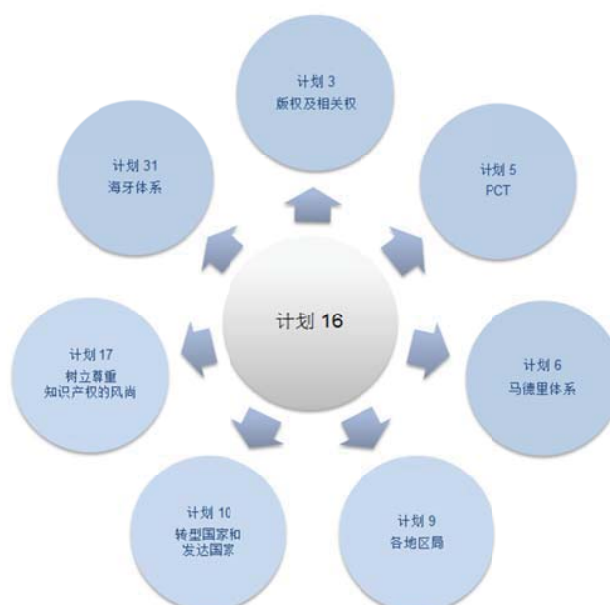 计划 3
版权及相关权
计划 31
海牙体系
计划 5
PCT
计划 16
计划 17
树立尊重
知识产权的风尚
计划 6
马德里体系
计划 10
转型国家和
发达国家
计划 9
各地区局